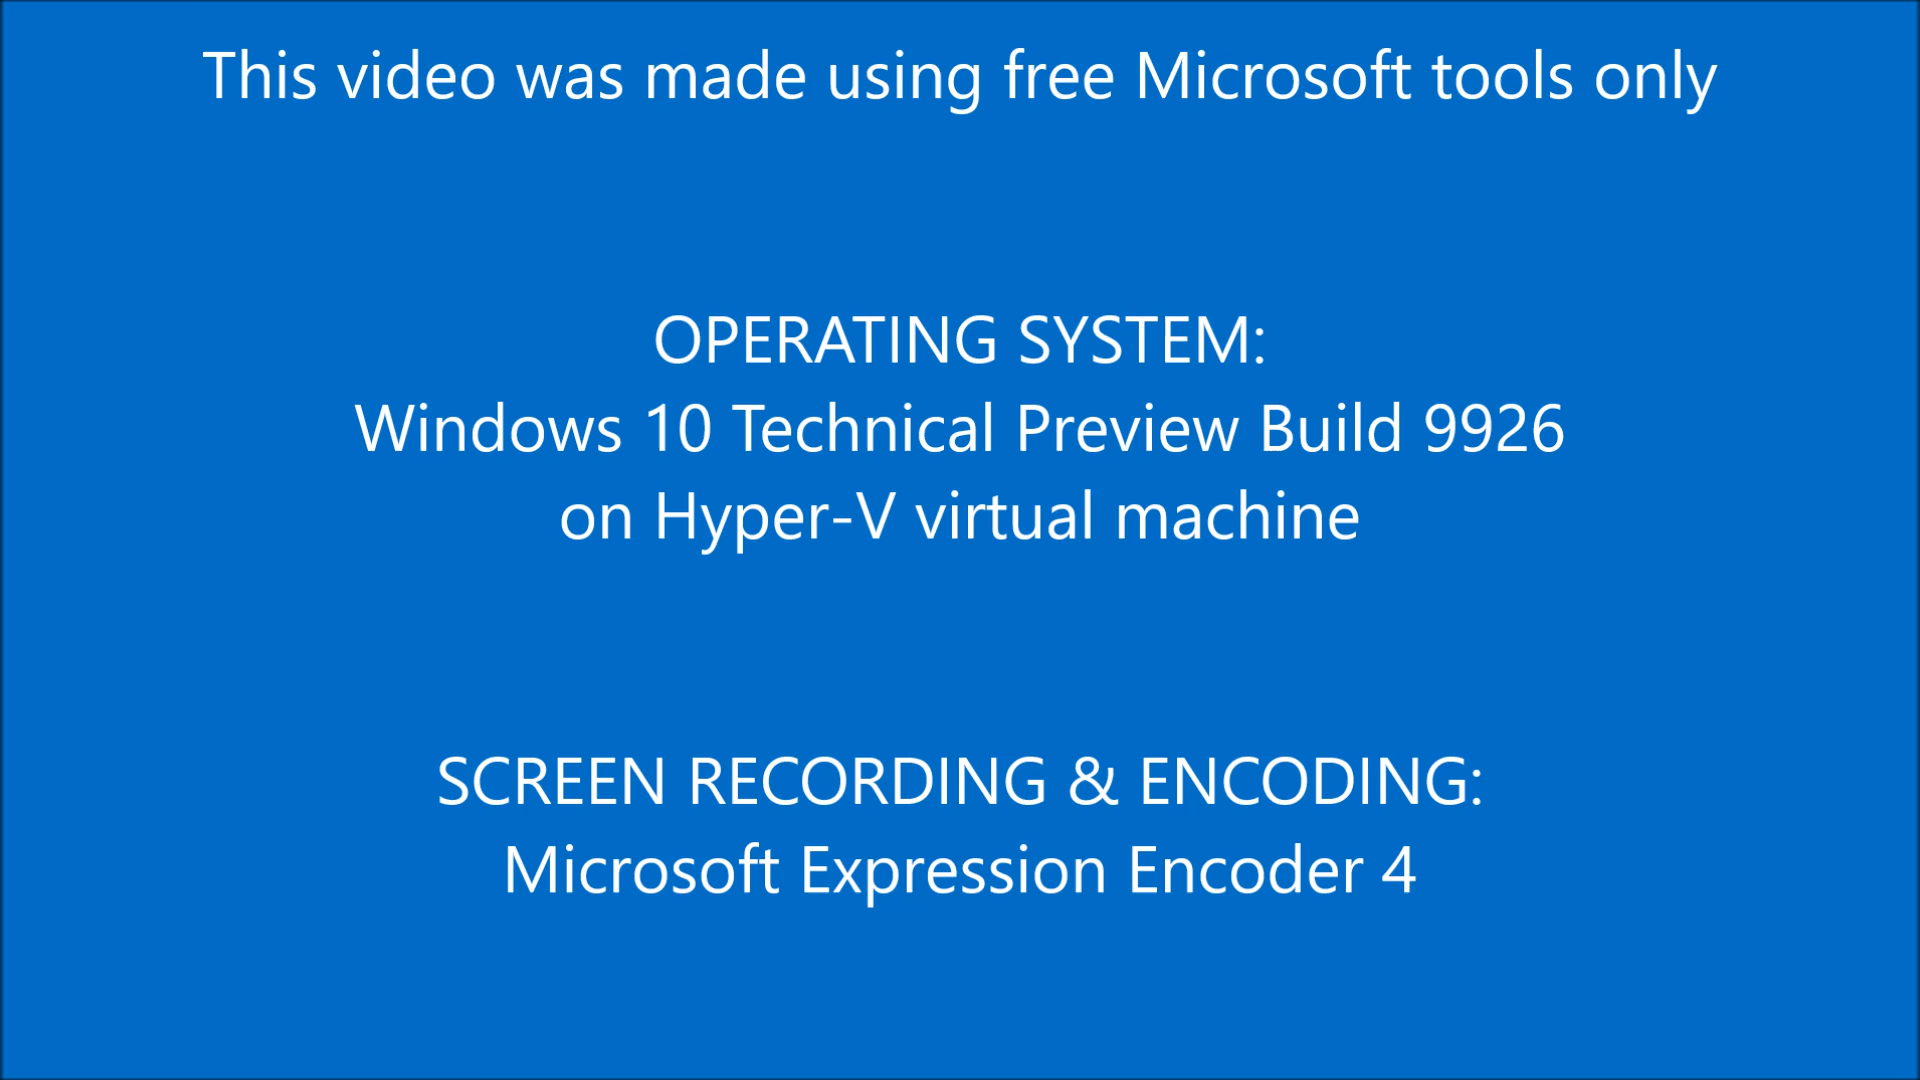 This video was made using free Microsoft tools only
OPERATING SYSTEM:
Windows 10 Technical Preview Build 9926
on Hyper-V virtual machine
SCREEN RECORDING & ENCODING:
Microsoft Expression Encoder 4